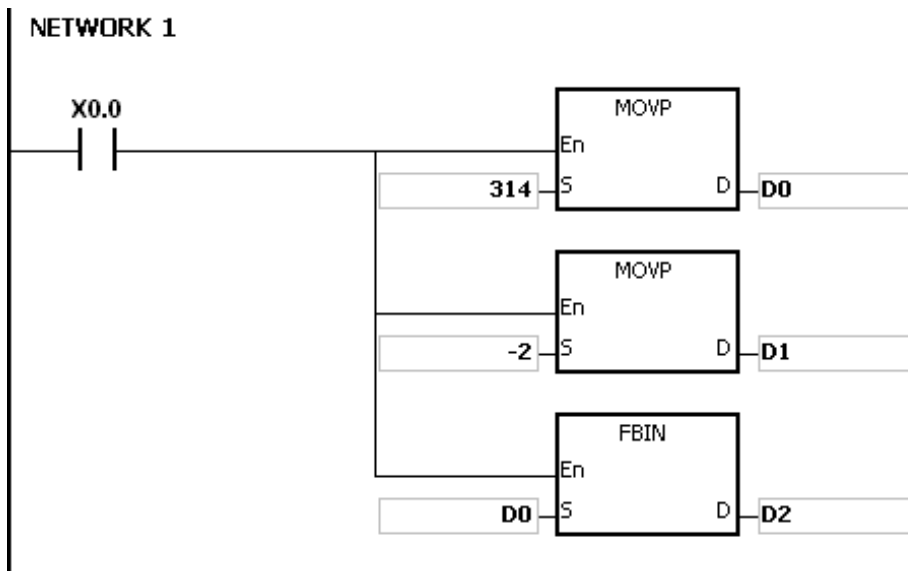 NETWORK 1
X0.0
MOVP
En
314 S D D0
MOVP
En
-2 S D D1
FBIN
En
D0 S D D2